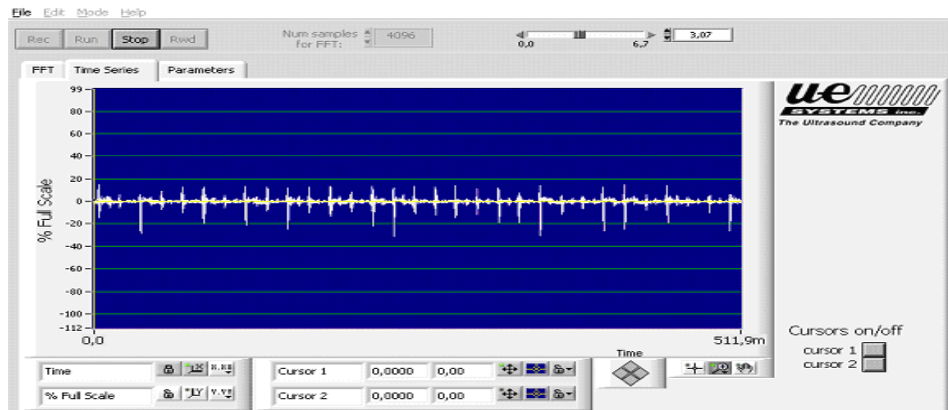 File Edit Mode Help
Rec Run Stop Rwd Num samples for FFT: 4096 0,0 6,7 3,07
FFT Time Series Parameters
ue
SYSTEMS inc.
The Ultrasound Company
% Full Scale
99
80
60
40
20
0
-20
-40
-60
-80
-100
-112
0,0 511,9m
Time
Cursors on/off
cursor 1
cursor 2
Time X.XX Cursor 1 0,0000 0,00
% Full Scale Y.YY Cursor 2 0,0000 0,00